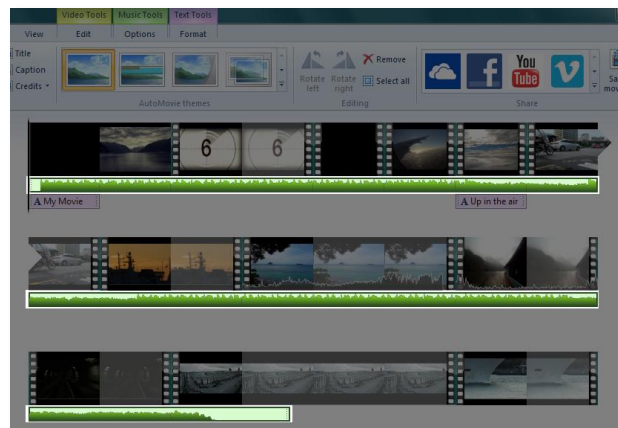 Video Tools Music Tools Text Tools
View Edit Options Format
Title
Caption
Credits
Rotate left
Rotate right
Remove
Select all
You Tube
AutoMovie themes Editing Share
6 6
A My Movie A Up in the air